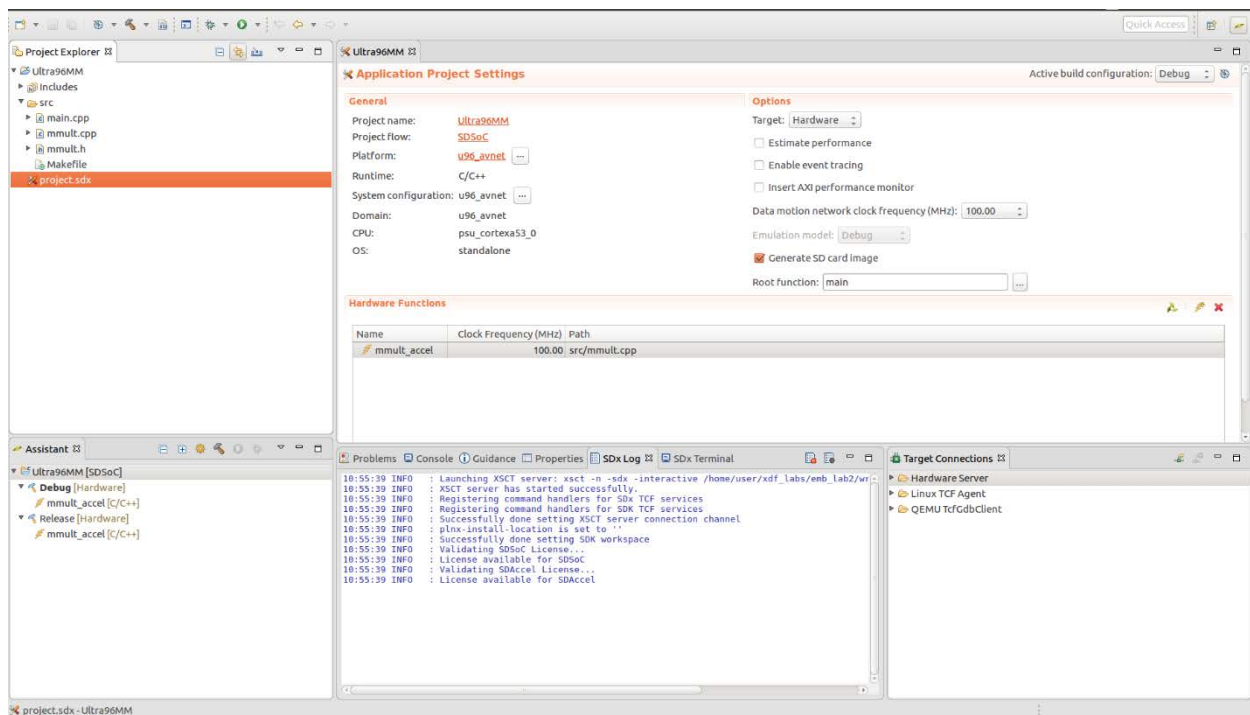 Quick Access
Project Explorer
Ultra96MM
Includes
src
main.cpp
mmult.cpp
mmult.h
Makefile
project.sdx
Ultra96MM
Application Project Settings
Active build configuration: Debug
General
Project name: Ultra96MM
Project flow: SDSoC
Platform: u96_avnet ...
Runtime: C/C++
System configuration: u96_avnet ...
Domain: u96_avnet
CPU: psu_cortexa53_0
OS: standalone
Options
Target: Hardware
Estimate performance
Enable event tracing
Insert AXI performance monitor
Data motion network clock frequency (MHz): 100.00
Emulation model: Debug
Generate SD card image
Root function: main ...
Hardware Functions
Name Clock Frequency (MHz) Path
mmult_accel 100.00 src/mmult.cpp
Assistant
Ultra96MM [SDSoC]
Debug [Hardware]
mmult_accel [C/C++]
Release [Hardware]
mmult_accel [C/C++]
Problems Console Guidance Properties SDx Log SDx Terminal
10:55:39 INFO : Launching XSCT server: xsct -n -sdx -interactive /home/user/xdf_labs/emb_lab2/wr
10:55:39 INFO : XSCT server has started successfully.
10:55:39 INFO : Registering command handlers for SDx TCF services
10:55:39 INFO : Registering command handlers for SDK TCF services
10:55:39 INFO : Successfully done setting XSCT server connection channel
10:55:39 INFO : plnx-install-location is set to ''
10:55:39 INFO : Successfully done setting SDK workspace
10:55:39 INFO : Validating SDSoC License...
10:55:39 INFO : License available for SDSoC
10:55:39 INFO : Validating SDAccel License...
10:55:39 INFO : License available for SDAccel
Target Connections
Hardware Server
Linux TCF Agent
QEMU TcfGdbClient
project.sdx - Ultra96MM